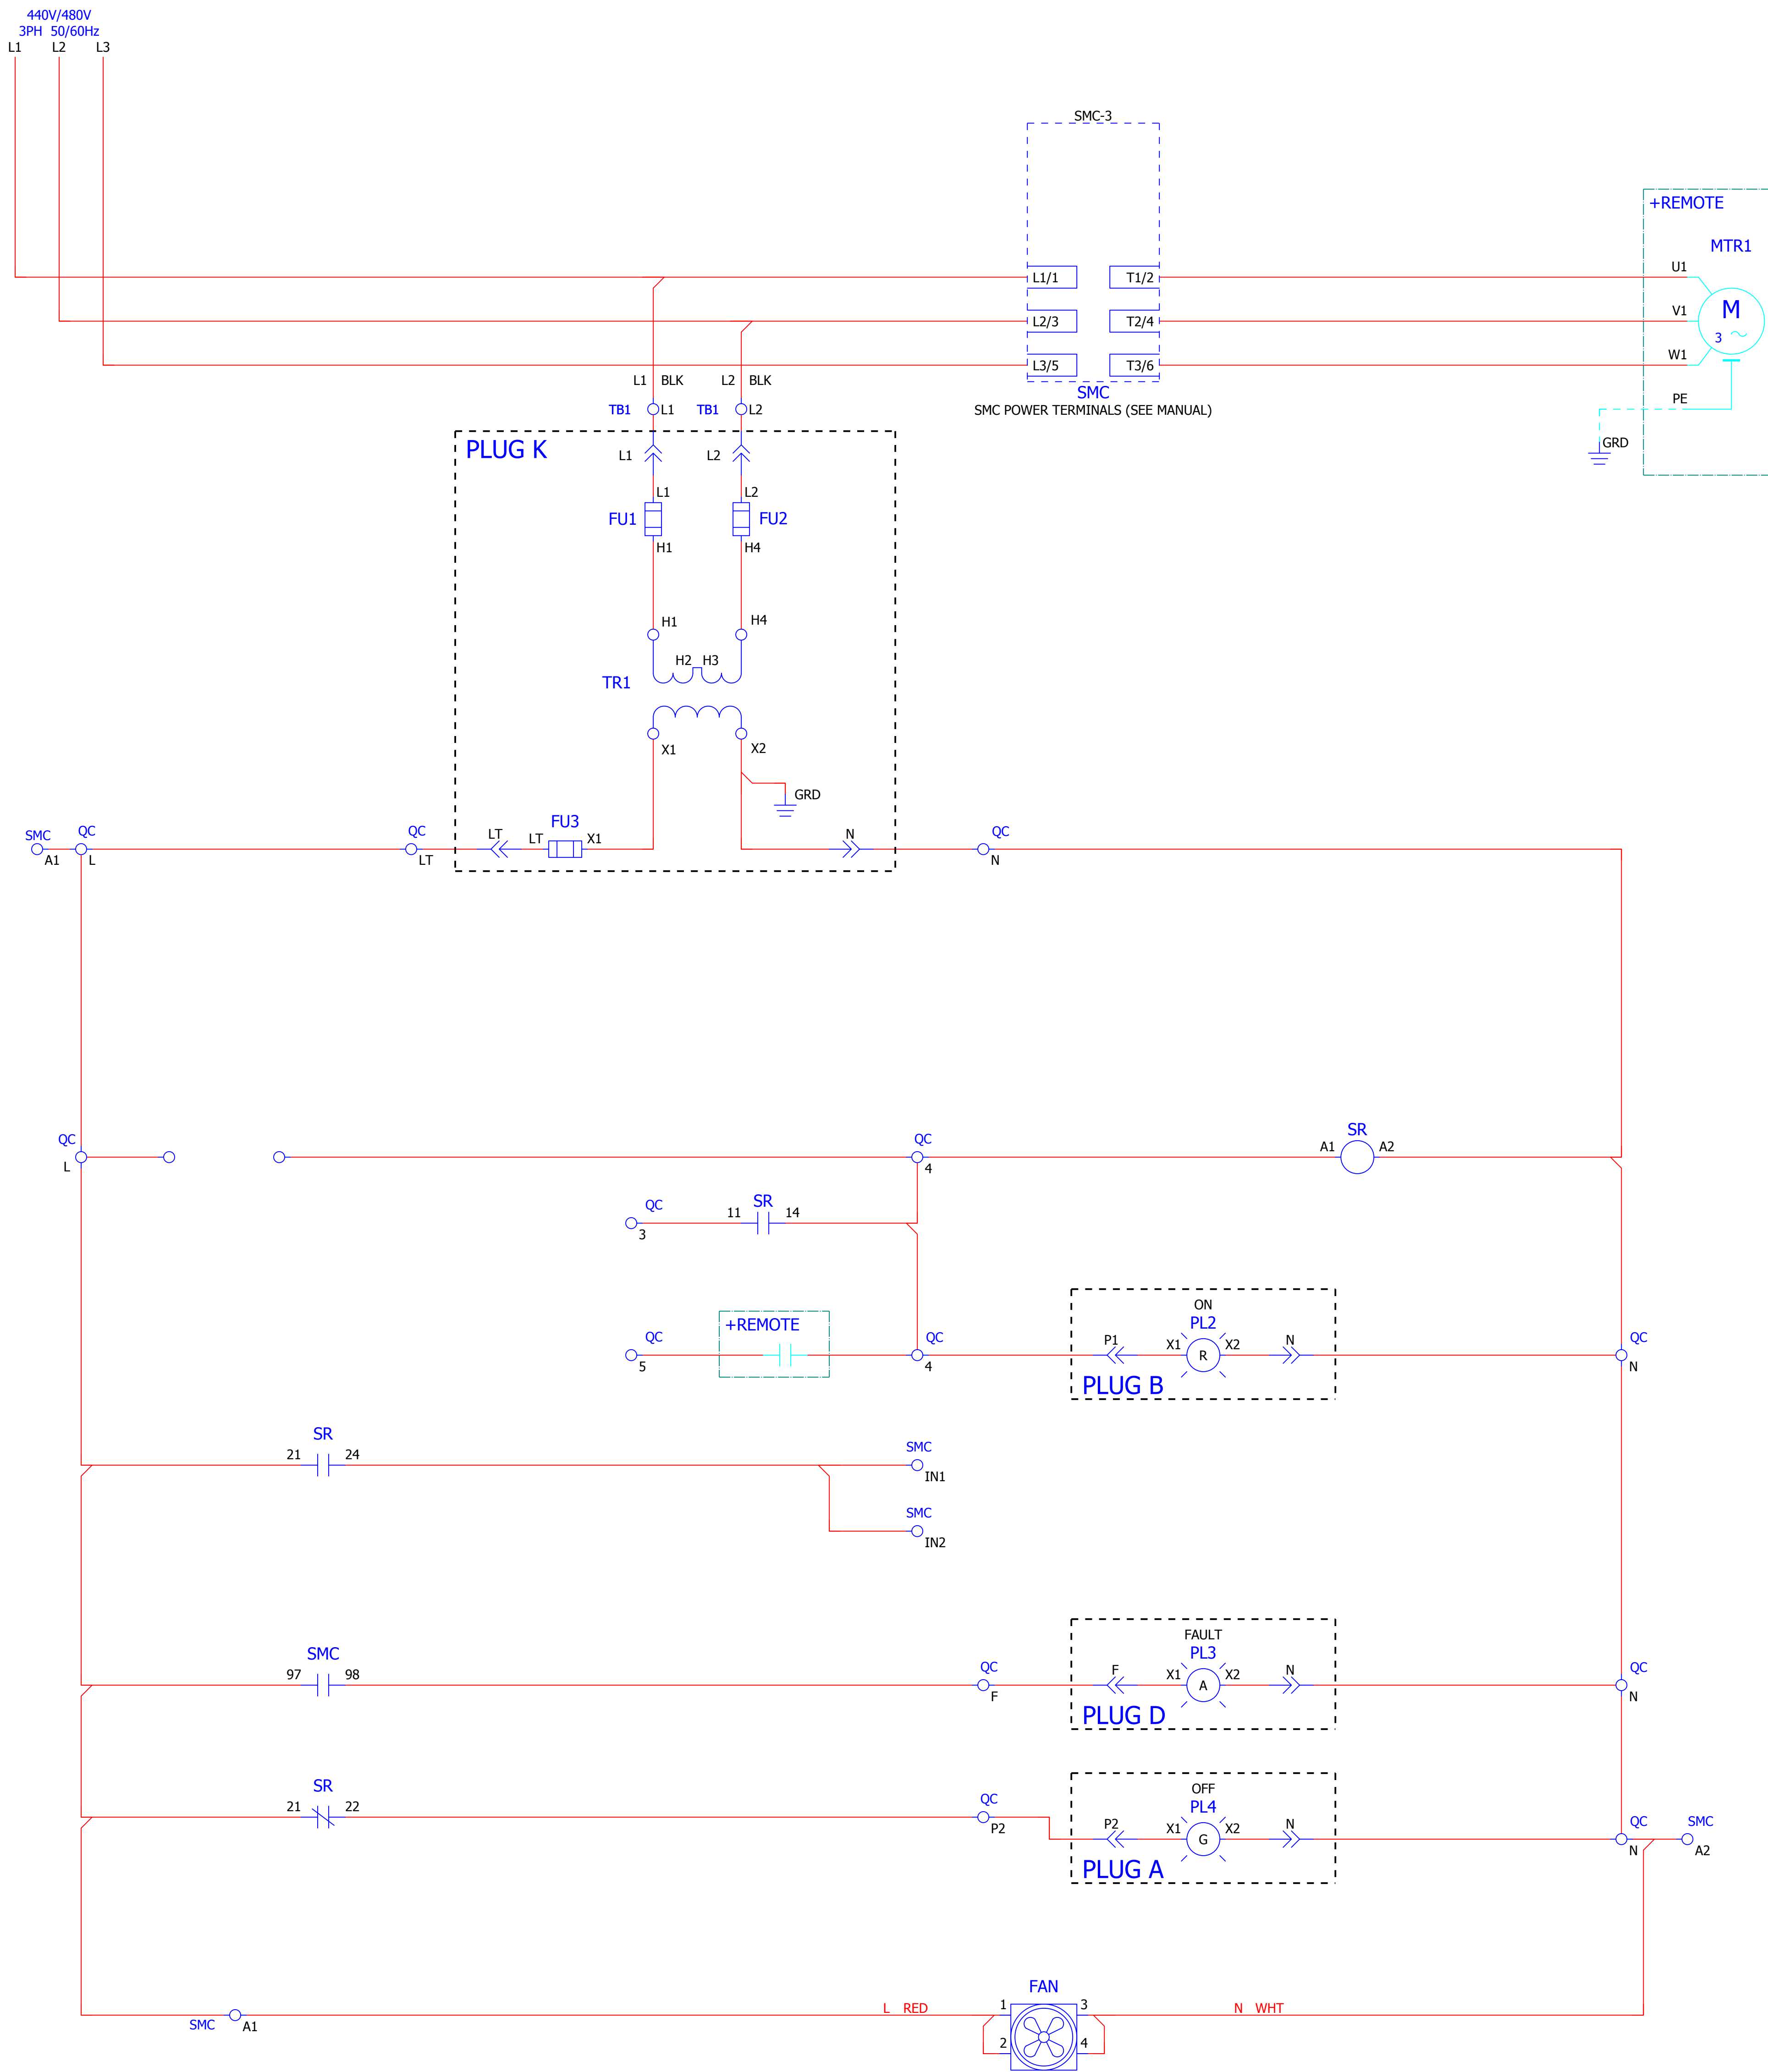 440V/480V
3PH 50/60Hz
L1 L2 L3
SMC-3
+REMOTE
MTR1
L1/1 T1/2 U1
L2/3 T2/4 V1
M
3
L3/5 T3/6 W1
SMC
SMC POWER TERMINALS (SEE MANUAL)
L1 BLK L2 BLK
TB1 L1 TB1 L2
PE
GRD
PLUG K
L1 L2
L1 L2
FU1 FU2
H1 H4
H1 H4
H2 H3
TR1
X1 X2
GRD
FU3
SMC QC QC LT LT X1 N QC
A1 L LT N
QC QC SR
A1 A2
L 4
QC SR
11 14
3
ON
+REMOTE PL2
QC QC P1 X1 X2 N QC
R
5 4 N
PLUG B
SR SMC
21 24
IN1
SMC
IN2
FAULT
SMC PL3
97 98 QC F X1 X2 N QC
A
F N
PLUG D
OFF
SR PL4
21 22 QC P2 X1 X2 N QC SMC
P2 G N A2
PLUG A
FAN
L RED 1 3 N WHT
SMC A1
2 4